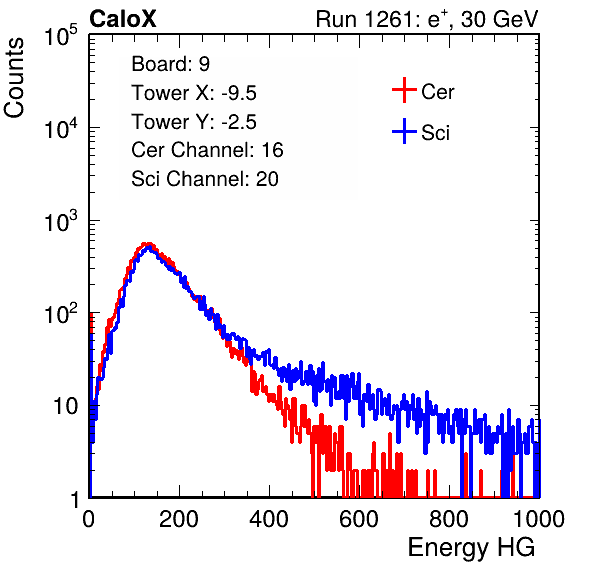 CaloX Run 1261: e⁺, 30 GeV
Counts
Board: 9
Tower X: -9.5
Tower Y: -2.5
Cer Channel: 16
Sci Channel: 20
Cer
Sci
10⁵
10⁴
10³
10²
10
1
0 200 400 600 800 1000
Energy HG